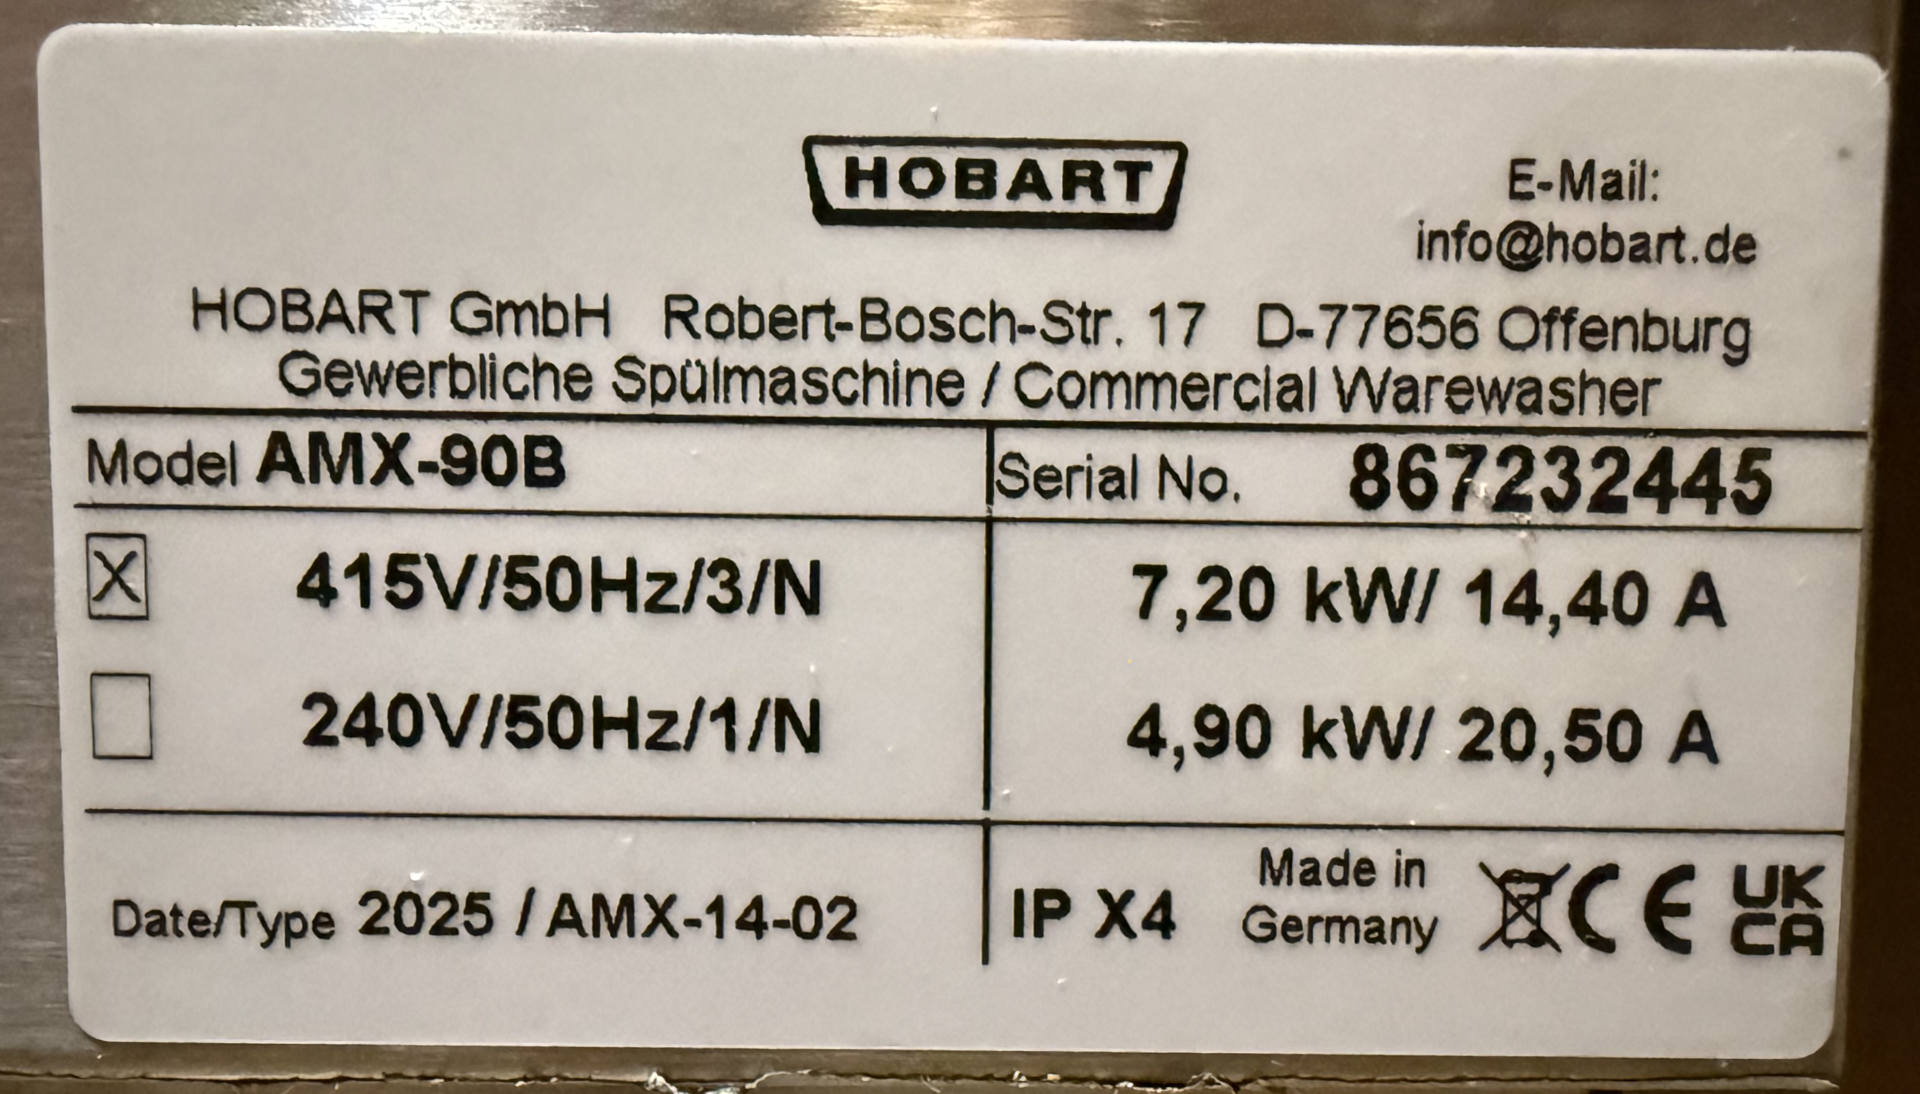 HOBART
E-Mail:
info@hobart.de
HOBART GmbH Robert-Bosch-Str. 17 D-77656 Offenburg
Gewerbliche Spülmaschine / Commercial Warewasher
Model AMX-90B
Serial No. 867232445
X 415V/50Hz/3/N
7,20 kW/ 14,40 A
240V/50Hz/1/N
4,90 kW/ 20,50 A
Date/Type 2025 / AMX-14-02
IP X4
Made in
Germany
CE
UK
CA